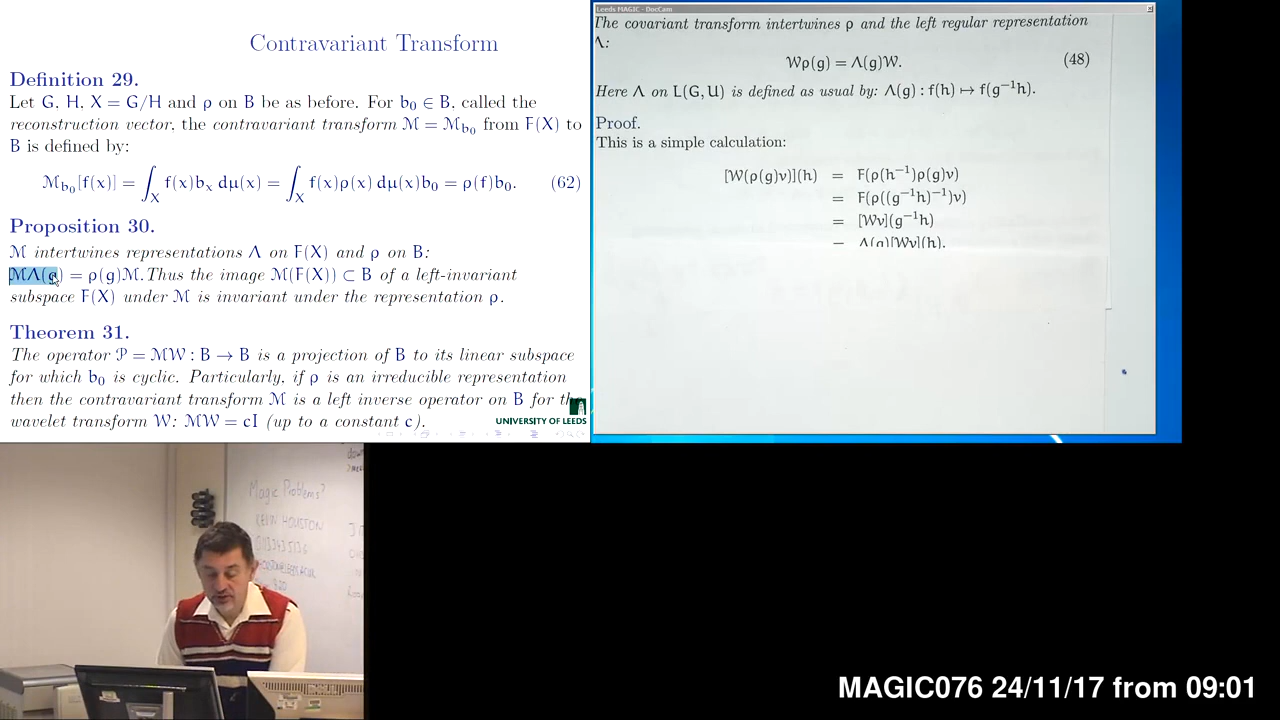 Contravariant Transform
Definition 29.
Let G, H, X = G/H and ρ on B be as before. For b₀ ∈ B, called the
reconstruction vector, the contravariant transform ℳ = ℳ_{b₀} from F(X) to
B is defined by:
ℳ_{b₀}[f(x)] = ∫_X f(x)b_x dμ(x) = ∫_X f(x)ρ(x) dμ(x)b₀ = ρ(f)b₀. (62)
Proposition 30.
ℳ intertwines representations Λ on F(X) and ρ on B:
ℳΛ(g) = ρ(g)ℳ.Thus the image ℳ(F(X)) ⊂ B of a left-invariant
subspace F(X) under ℳ is invariant under the representation ρ.
Theorem 31.
The operator 𝒫 = ℳ𝒲 : B → B is a projection of B to its linear subspace
for which b₀ is cyclic. Particularly, if ρ is an irreducible representation
then the contravariant transform ℳ is a left inverse operator on B for the
wavelet transform 𝒲: ℳ𝒲 = cI (up to a constant c).
UNIVERSITY OF LEEDS
Leeds MAGIC - DocCam
The covariant transform intertwines ρ and the left regular representation
Λ:
𝒲ρ(g) = Λ(g)𝒲. (48)
Here Λ on L(G, U) is defined as usual by: Λ(g) : f(h) ↦ f(g⁻¹h).
Proof.
This is a simple calculation:
[𝒲(ρ(g)v)](h) = F(ρ(h⁻¹)ρ(g)v)
= F(ρ((g⁻¹h)⁻¹)v)
= [𝒲v](g⁻¹h)
= Λ(g)[𝒲v](h).
Magic Problems?
KEVIN HOUSTON
MAGIC076 24/11/17 from 09:01